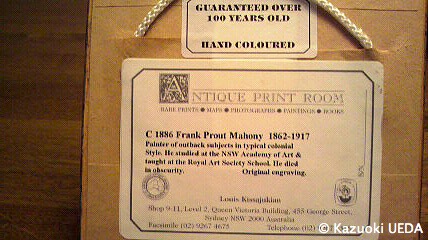 GUARANTEED OVER
100 YEARS OLD
HAND COLOURED
ANTIQUE PRINT ROOM
RARE PRINTS • MAPS • PHOTOGRAPHS • PAINTINGS • BOOKS
C 1886 Frank Prout Mahony 1862-1917
Painter of outback subjects in typical colonial
Style. He studied at the NSW Academy of Art &
taught at the Royal Art Society School. He died
in obscurity. Original engraving.
Louis Kissajukian
Shop 9-11, Level 2, Queen Victoria Building, 455 George Street,
Sydney NSW 2000 Australia
Facsimile (02) 9267 4675 Telephone (02)
© Kazuoki UEDA